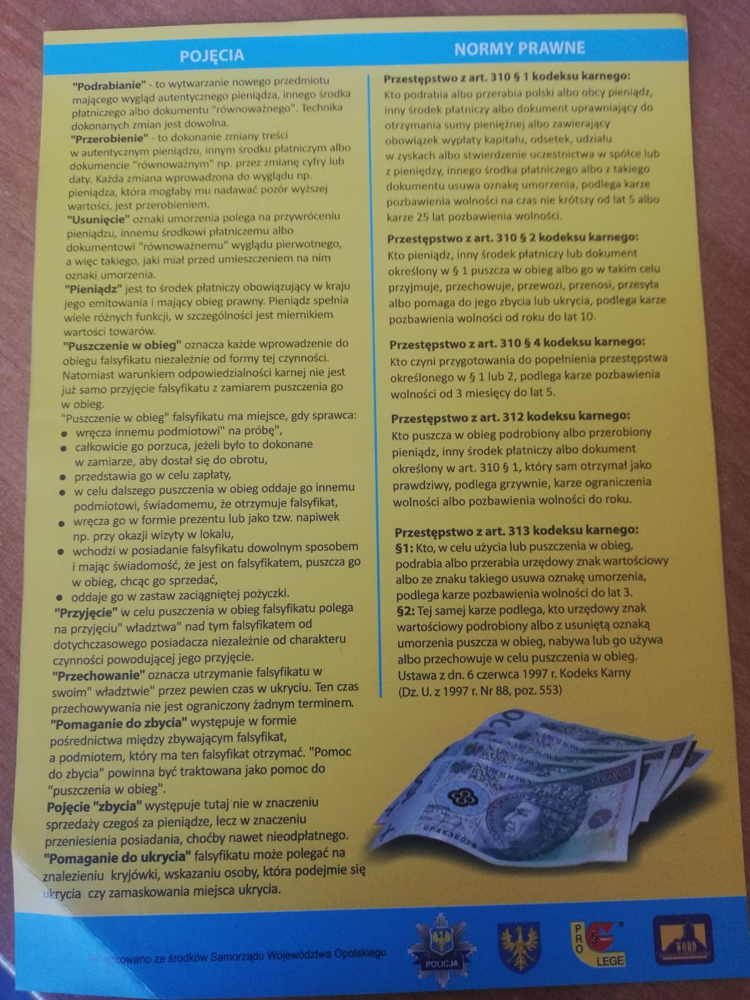 POJĘCIA
"Podrabianie" - to wytwarzanie nowego przedmiotu
mającego wygląd autentycznego pieniądza, innego środka
płatniczego albo dokumentu "równoważnego". Technika
dokonanych zmian jest dowolna.
"Przerobienie" - to dokonanie zmiany treści
w autentycznym pieniądzu, innym środku płatniczym albo
dokumencie "równoważnym" np. przez zmianę cyfry lub
daty. Każda zmiana wprowadzona do wyglądu np.
pieniądza, która mogłaby mu nadawać pozór wyższej
wartości, jest przerobieniem.
"Usunięcie" oznaki umorzenia polega na przywróceniu
pieniądzu, innemu środkowi płatniczemu albo
dokumentowi "równoważnemu" wyglądu pierwotnego,
a więc takiego, jaki miał przed umieszczeniem na nim
oznaki umorzenia.
"Pieniądz" jest to środek płatniczy obowiązujący w kraju
jego emitowania i mający obieg prawny. Pieniądz spełnia
wiele różnych funkcji, w szczególności jest miernikiem
wartości towarów.
"Puszczenie w obieg" oznacza każde wprowadzenie do
obiegu falsyfikatu niezależnie od formy tej czynności.
Natomiast warunkiem odpowiedzialności karnej nie jest
już samo przyjęcie falsyfikatu z zamiarem puszczenia go
w obieg.
"Puszczenie w obieg" falsyfikatu ma miejsce, gdy sprawca:
● wręcza innemu podmiotowi" na próbę",
● całkowicie go porzuca, jeżeli było to dokonane
w zamiarze, aby dostał się do obrotu,
● przedstawia go w celu zapłaty,
● w celu dalszego puszczenia w obieg oddaje go innemu
podmiotowi, świadomemu, że otrzymuje falsyfikat,
● wręcza go w formie prezentu lub jako tzw. napiwek
np. przy okazji wizyty w lokalu,
● wchodzi w posiadanie falsyfikatu dowolnym sposobem
i mając świadomość, że jest on falsyfikatem, puszcza go
w obieg, chcąc go sprzedać,
● oddaje go w zastaw zaciągniętej pożyczki.
"Przyjęcie" w celu puszczenia w obieg falsyfikatu polega
na przyjęciu" władztwa" nad tym falsyfikatem od
dotychczasowego posiadacza niezależnie od charakteru
czynności powodującej jego przyjęcie.
"Przechowanie" oznacza utrzymanie falsyfikatu w
swoim" władztwie" przez pewien czas w ukryciu. Ten czas
przechowywania nie jest ograniczony żadnym terminem.
"Pomaganie do zbycia" występuje w formie
pośrednictwa między zbywającym falsyfikat,
a podmiotem, który ma ten falsyfikat otrzymać. "Pomoc
do zbycia" powinna być traktowana jako pomoc do
"puszczenia w obieg".
Pojęcie "zbycia" występuje tutaj nie w znaczeniu
sprzedaży czegoś za pieniądze, lecz w znaczeniu
przeniesienia posiadania, choćby nawet nieodpłatnego.
"Pomaganie do ukrycia" falsyfikatu może polegać na
znalezieniu kryjówki, wskazaniu osoby, która podejmie się
ukrycia czy zamaskowania miejsca ukrycia.
NORMY PRAWNE
Przestępstwo z art. 310 § 1 kodeksu karnego:
Kto podrabia albo przerabia polski albo obcy pieniądz,
inny środek płatniczy albo dokument uprawniający do
otrzymania sumy pieniężnej albo zawierający
obowiązek wypłaty kapitału, odsetek, udziału
w zyskach albo stwierdzenie uczestnictwa w spółce lub
z pieniędzy, innego środka płatniczego albo z takiego
dokumentu usuwa oznakę umorzenia, podlega karze
pozbawienia wolności na czas nie krótszy od lat 5 albo
karze 25 lat pozbawienia wolności.
Przestępstwo z art. 310 § 2 kodeksu karnego:
Kto pieniądz, inny środek płatniczy lub dokument
określony w § 1 puszcza w obieg albo go w takim celu
przyjmuje, przechowuje, przewozi, przenosi, przesyła
albo pomaga do jego zbycia lub ukrycia, podlega karze
pozbawienia wolności od roku do lat 10.
Przestępstwo z art. 310 § 4 kodeksu karnego:
Kto czyni przygotowania do popełnienia przestępstwa
określonego w § 1 lub 2, podlega karze pozbawienia
wolności od 3 miesięcy do lat 5.
Przestępstwo z art. 312 kodeksu karnego:
Kto puszcza w obieg podrobiony albo przerobiony
pieniądz, inny środek płatniczy albo dokument
określony w art. 310 § 1, który sam otrzymał jako
prawdziwy, podlega grzywnie, karze ograniczenia
wolności albo pozbawienia wolności do roku.
Przestępstwo z art. 313 kodeksu karnego:
§1: Kto, w celu użycia lub puszczenia w obieg,
podrabia albo przerabia urzędowy znak wartościowy
albo ze znaku takiego usuwa oznakę umorzenia,
podlega karze pozbawienia wolności do lat 3.
§2: Tej samej karze podlega, kto urzędowy znak
wartościowy podrobiony albo z usuniętą oznaką
umorzenia puszcza w obieg, nabywa lub go używa
albo przechowuje w celu puszczenia w obieg.
Ustawa z dn. 6 czerwca 1997 r. Kodeks Karny
(Dz. U. z 1997 r. Nr 88, poz. 553)
NARODOWY
BANK
POLSKI
100
ze środków Samorządu Województwa Opolskiego
POLICJA
PRO
LEGE
WORD